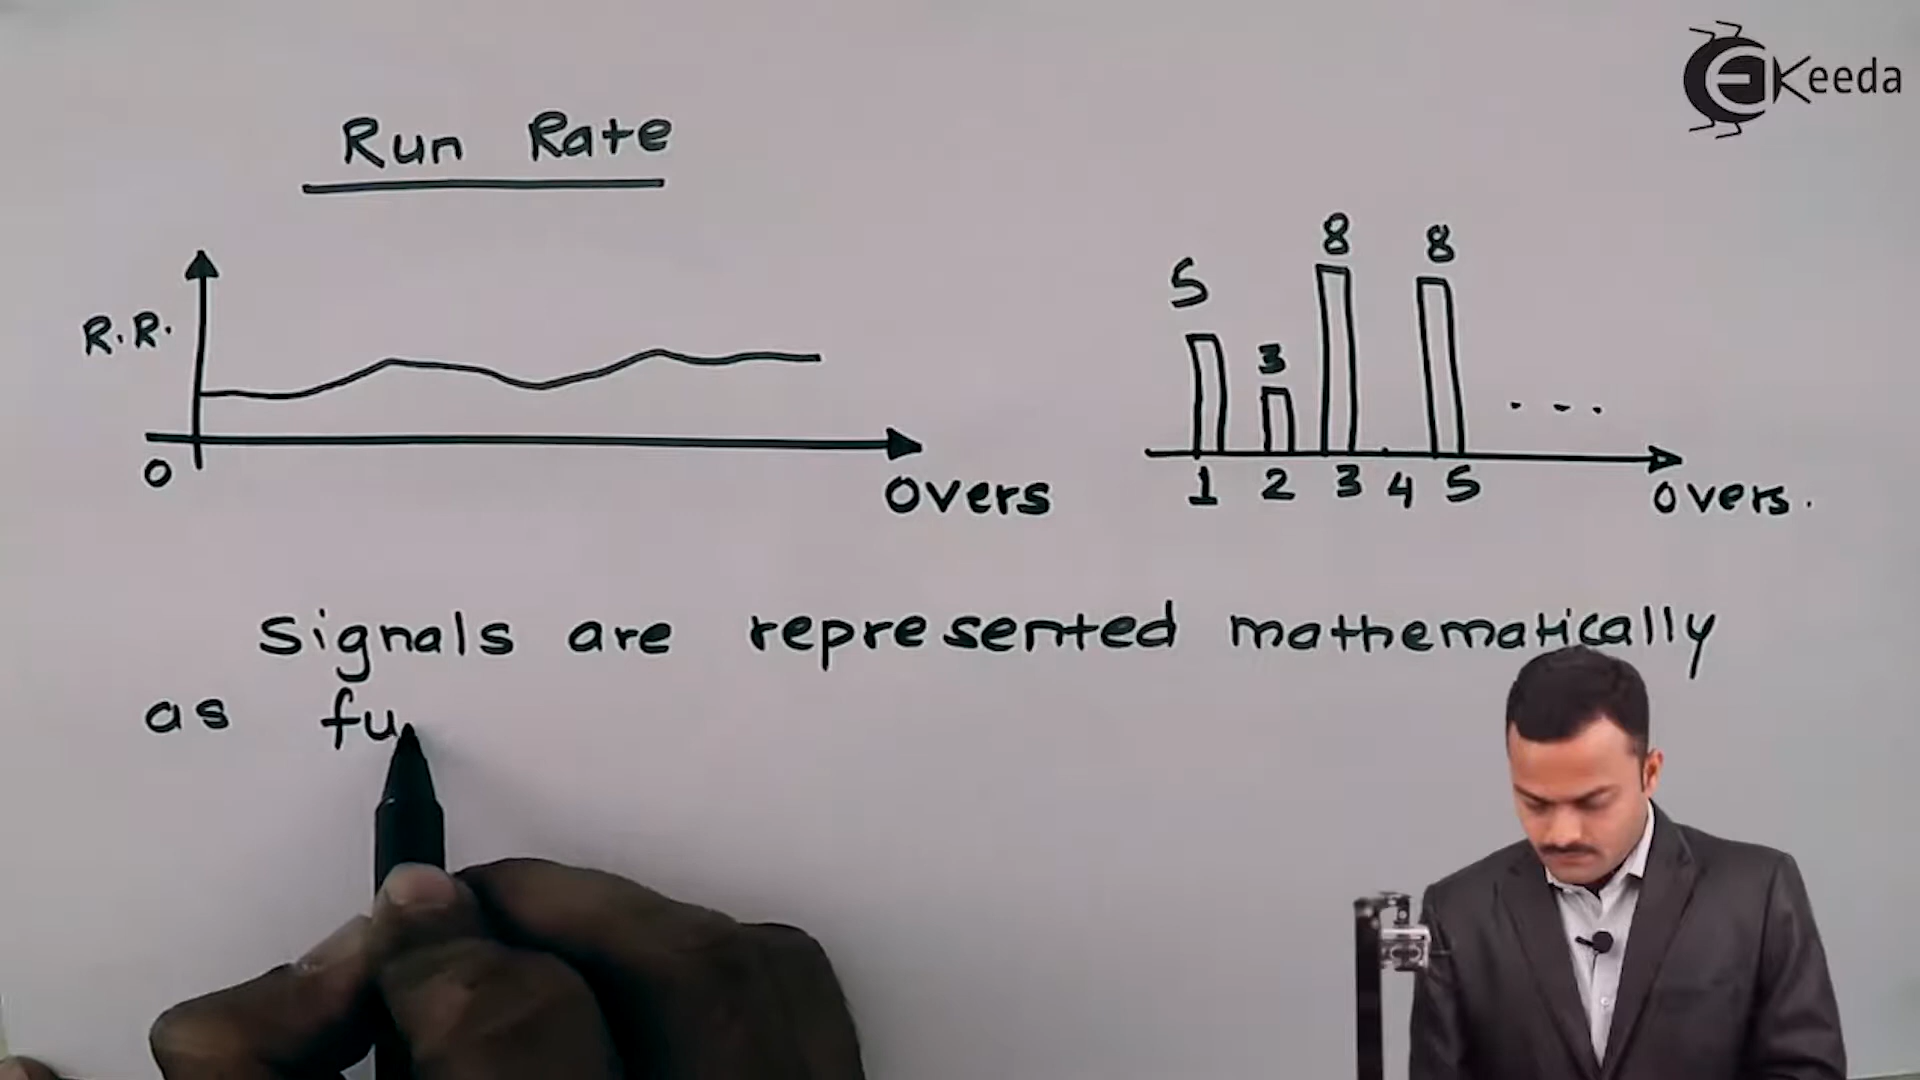 Keeda
Run Rate
R.R.
0
Overs
5
3
8
8
. . .
1 2 3 4 5
Overs.
Signals are represented mathematically
as fu